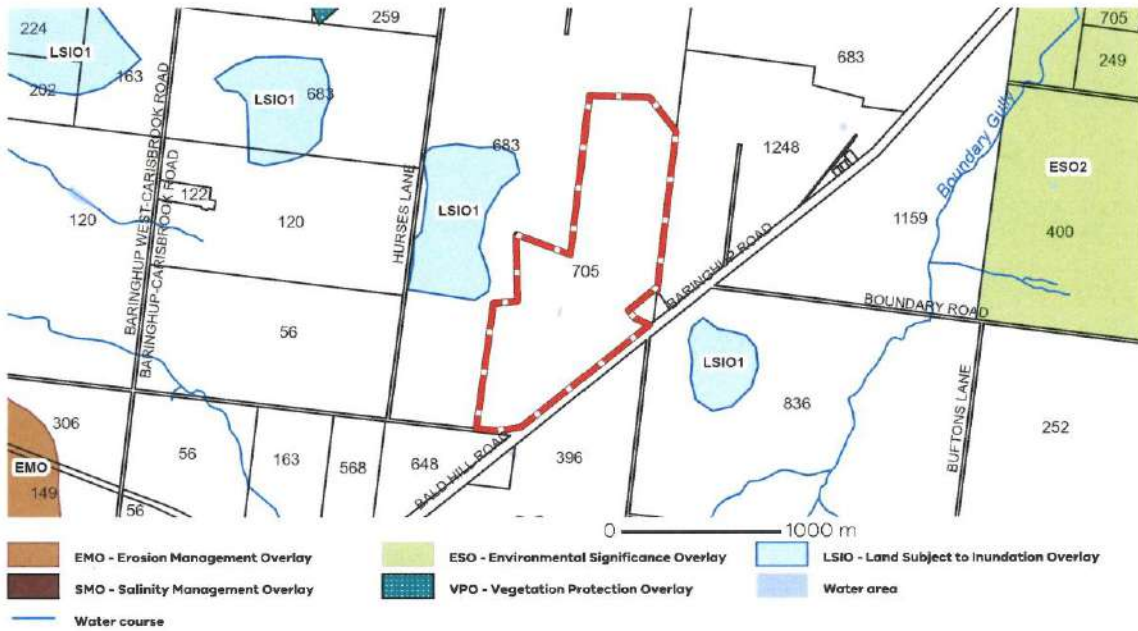 224
LSIO1
163
202
259
683
LSIO1
683
683
705
249
1248
BARINGHUP WEST-CARISBROOK ROAD
BARINGHUP-CARISBROOK ROAD
122
120
120
HURSES LANE
LSIO1
705
BARINGHUP ROAD
1159
Boundary Gully
ESO2
400
BOUNDARY ROAD
56
LSIO1
836
BUFTONS LANE
252
306
EMO
149
56
56
163
568
648
BALD HILL ROAD
396
0 1000 m
EMO - Erosion Management Overlay
ESO - Environmental Significance Overlay
LSIO - Land Subject to Inundation Overlay
SMO - Salinity Management Overlay
VPO - Vegetation Protection Overlay
Water area
Water course